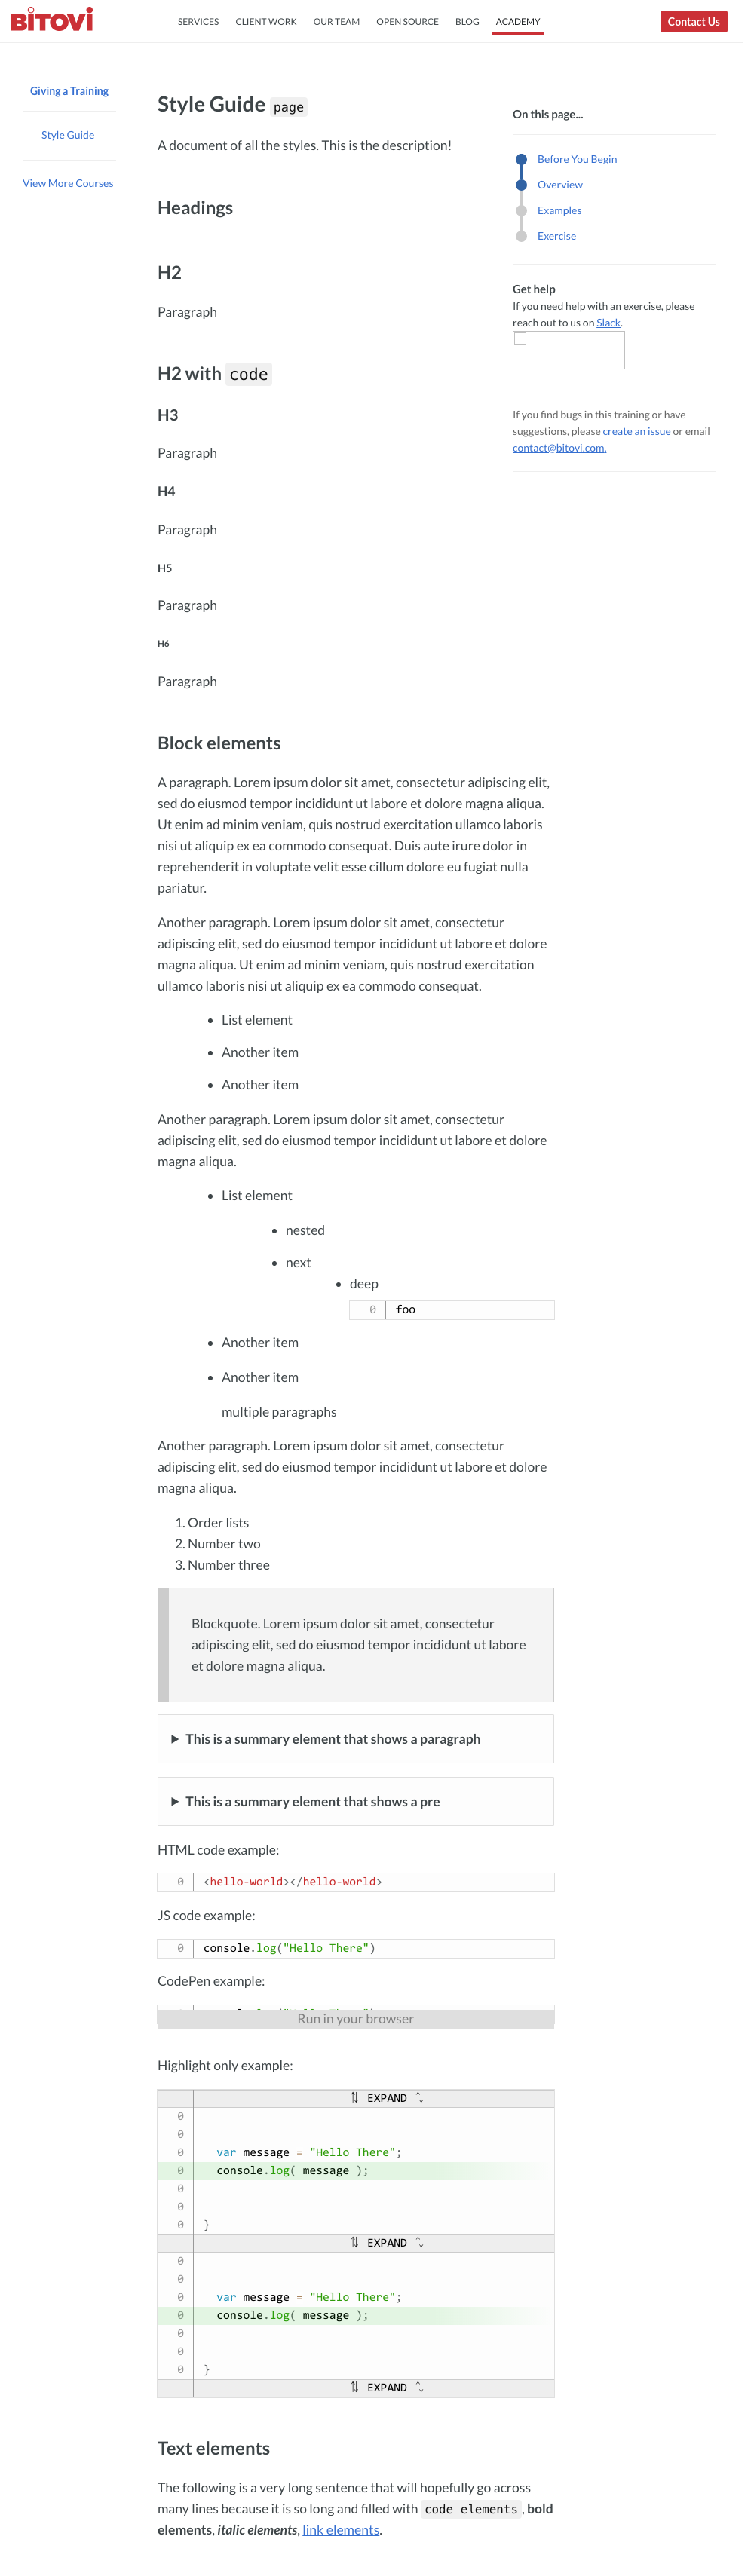 BiTOVi
SERVICES
CLIENT WORK
OUR TEAM
OPEN SOURCE
BLOG
ACADEMY
Contact Us
Giving a Training
Style Guide
View More Courses
Style Guide page
A document of all the styles. This is the description!
Headings
H2
Paragraph
H2 with code
H3
Paragraph
H4
Paragraph
H5
Paragraph
H6
Paragraph
On this page...
Before You Begin
Overview
Examples
Exercise
Get help
If you need help with an exercise, please
reach out to us on Slack.
If you find bugs in this training or have
suggestions, please create an issue or email
contact@bitovi.com.
Block elements
A paragraph. Lorem ipsum dolor sit amet, consectetur adipiscing elit,
sed do eiusmod tempor incididunt ut labore et dolore magna aliqua.
Ut enim ad minim veniam, quis nostrud exercitation ullamco laboris
nisi ut aliquip ex ea commodo consequat. Duis aute irure dolor in
reprehenderit in voluptate velit esse cillum dolore eu fugiat nulla
pariatur.
Another paragraph. Lorem ipsum dolor sit amet, consectetur
adipiscing elit, sed do eiusmod tempor incididunt ut labore et dolore
magna aliqua. Ut enim ad minim veniam, quis nostrud exercitation
ullamco laboris nisi ut aliquip ex ea commodo consequat.
• List element
• Another item
• Another item
Another paragraph. Lorem ipsum dolor sit amet, consectetur
adipiscing elit, sed do eiusmod tempor incididunt ut labore et dolore
magna aliqua.
• List element
• nested
• next
• deep
0 foo
• Another item
• Another item
multiple paragraphs
Another paragraph. Lorem ipsum dolor sit amet, consectetur
adipiscing elit, sed do eiusmod tempor incididunt ut labore et dolore
magna aliqua.
1. Order lists
2. Number two
3. Number three
Blockquote. Lorem ipsum dolor sit amet, consectetur
adipiscing elit, sed do eiusmod tempor incididunt ut labore
et dolore magna aliqua.
▶ This is a summary element that shows a paragraph
▶ This is a summary element that shows a pre
HTML code example:
0 <hello-world></hello-world>
JS code example:
0 console.log("Hello There")
CodePen example:
Run in your browser
Highlight only example:
⇅ EXPAND ⇅
0
0
0 var message = "Hello There";
0 console.log( message );
0
0
0 }
⇅ EXPAND ⇅
0
0
0 var message = "Hello There";
0 console.log( message );
0
0
0 }
⇅ EXPAND ⇅
Text elements
The following is a very long sentence that will hopefully go across
many lines because it is so long and filled with code elements, bold
elements, italic elements, link elements.